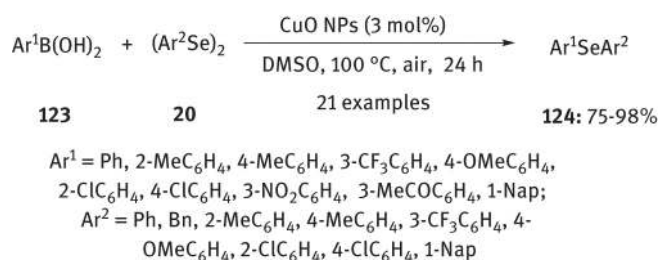 Ar¹B(OH)₂ + (Ar²Se)₂ CuO NPs (3 mol%) Ar¹SeAr²
DMSO, 100 °C, air, 24 h
123 20 21 examples 124: 75-98%
Ar¹ = Ph, 2-MeC₆H₄, 4-MeC₆H₄, 3-CF₃C₆H₄, 4-OMeC₆H₄,
2-ClC₆H₄, 4-ClC₆H₄, 3-NO₂C₆H₄, 3-MeCOC₆H₄, 1-Nap;
Ar² = Ph, Bn, 2-MeC₆H₄, 4-MeC₆H₄, 3-CF₃C₆H₄, 4-
OMeC₆H₄, 2-ClC₆H₄, 4-ClC₆H₄, 1-Nap